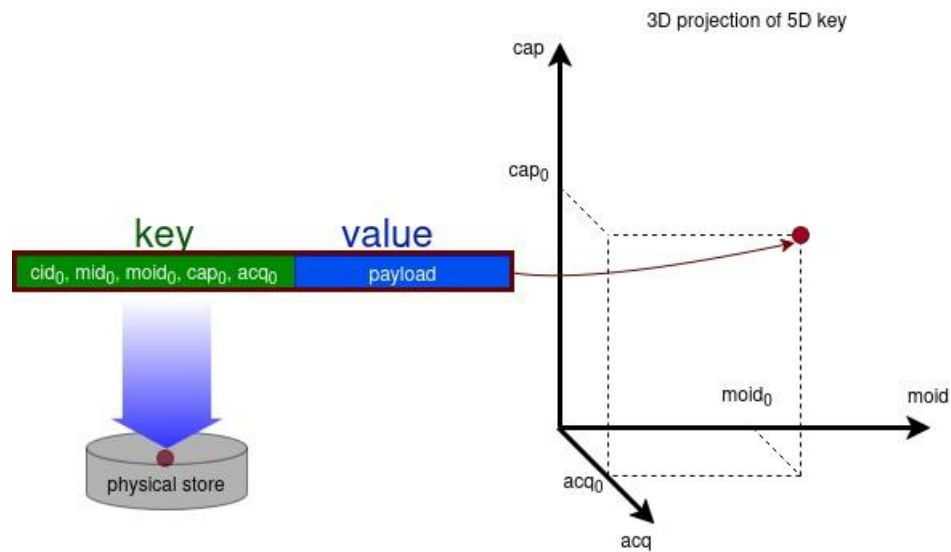 3D projection of 5D key
cap
cap₀
key
value
cid₀, mid₀, moid₀, cap₀, acq₀
payload
moid₀
moid
physical store
acq₀
acq